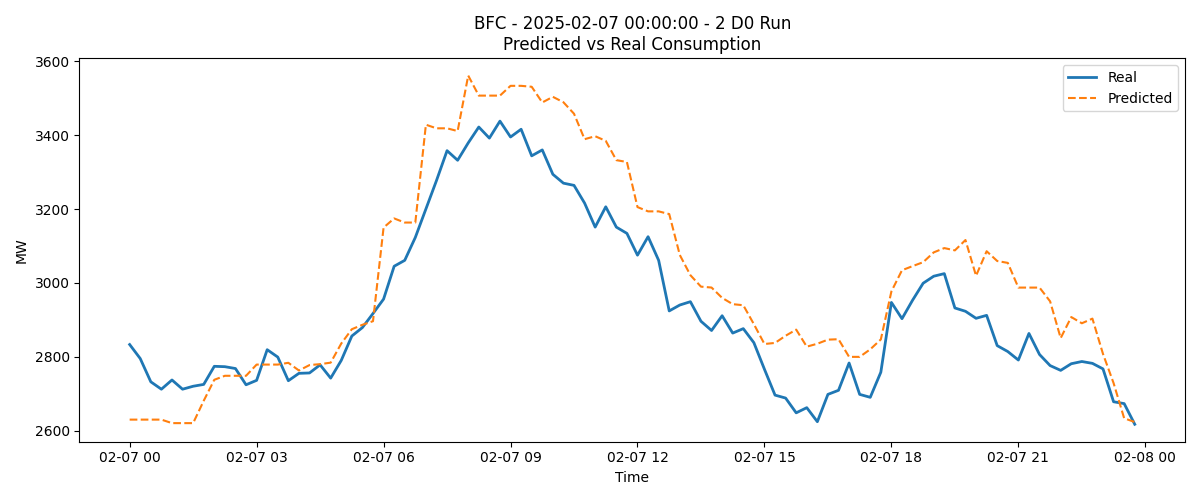 BFC - 2025-02-07 00:00:00 - 2 D0 Run
Predicted vs Real Consumption
3600
3400
3200
3000
2800
2600
MW
Real
Predicted
02-07 00
02-07 03
02-07 06
02-07 09
02-07 12
02-07 15
02-07 18
02-07 21
02-08 00
Time